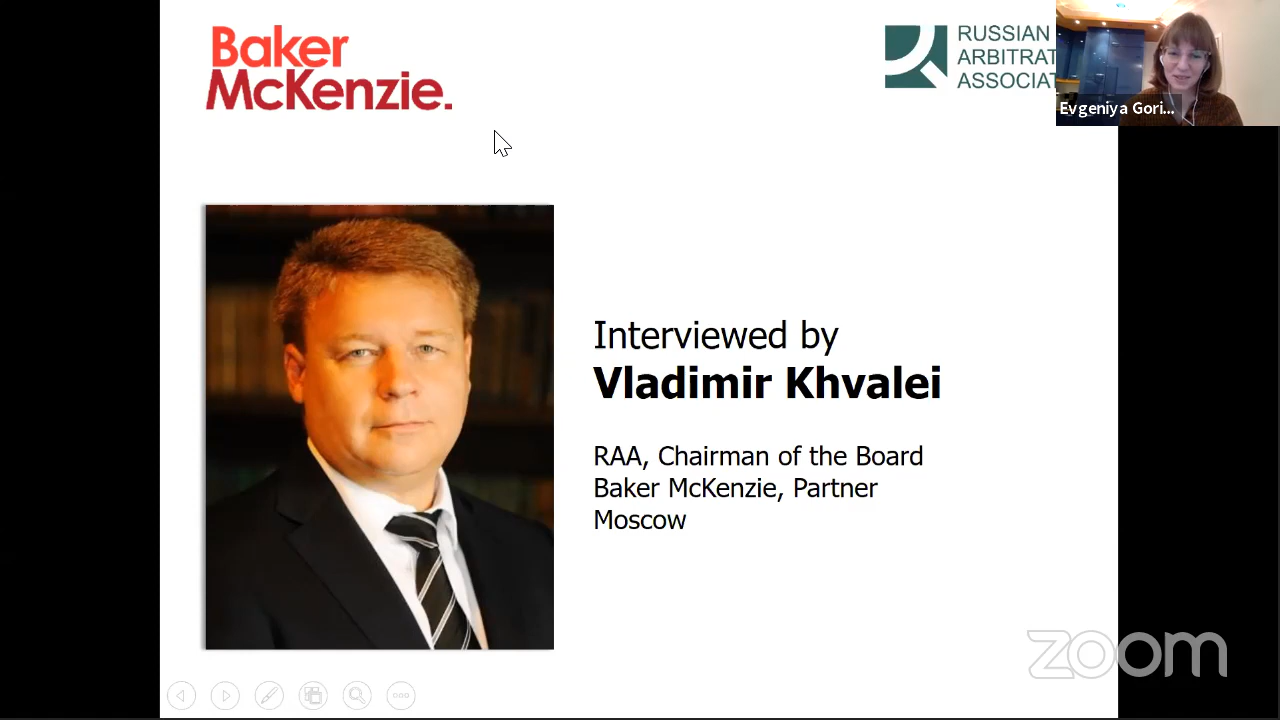 Baker
McKenzie.
RUSSIAN
ARBITRAT
ASSOCIA
Evgeniya Gori...
Interviewed by
Vladimir Khvalei
RAA, Chairman of the Board
Baker McKenzie, Partner
Moscow
zoom